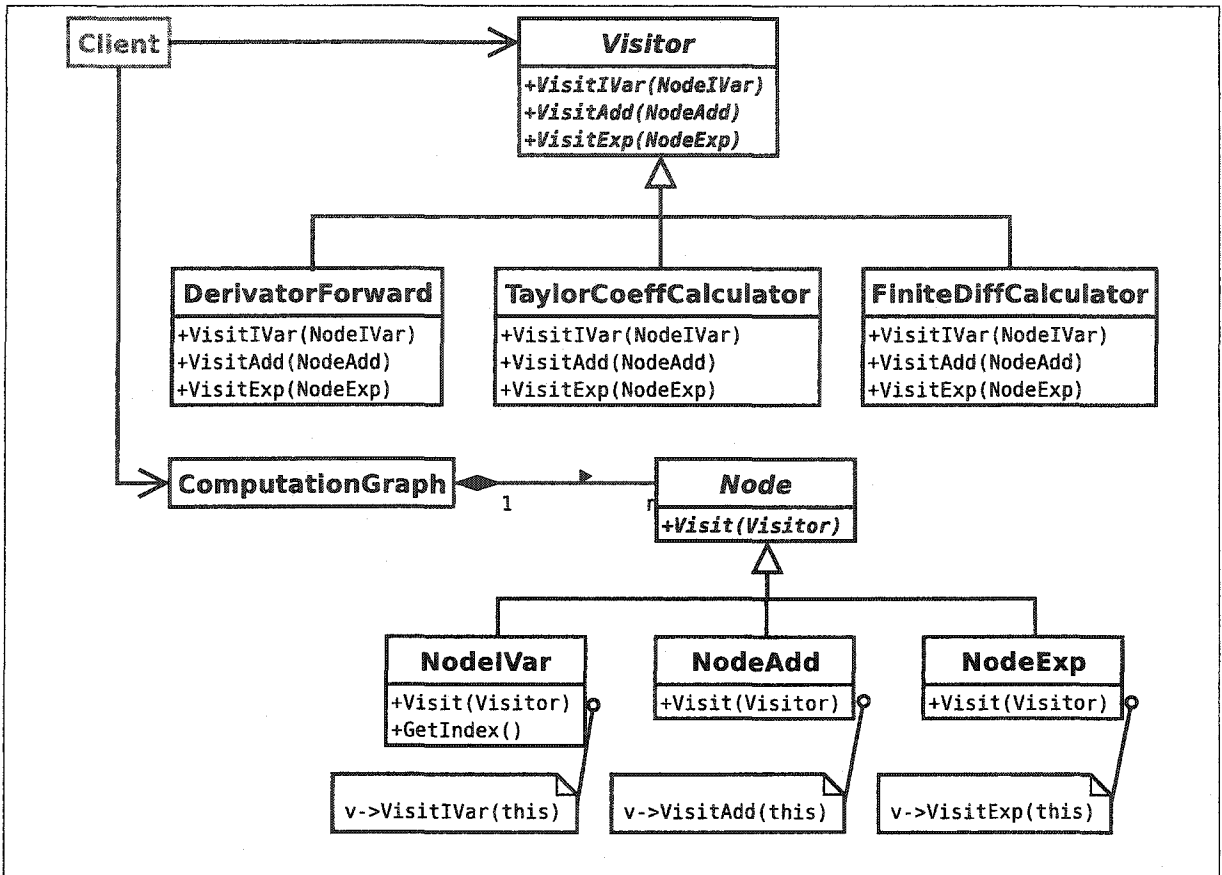 Client
Visitor
+VisitIVar(NodeIVar)
+VisitAdd(NodeAdd)
+VisitExp(NodeExp)
DerivatorForward
+VisitIVar(NodeIVar)
+VisitAdd(NodeAdd)
+VisitExp(NodeExp)
TaylorCoeffCalculator
+VisitIVar(NodeIVar)
+VisitAdd(NodeAdd)
+VisitExp(NodeExp)
FiniteDiffCalculator
+VisitIVar(NodeIVar)
+VisitAdd(NodeAdd)
+VisitExp(NodeExp)
ComputationGraph
1
Node
+Visit(Visitor)
NodeIVar
+Visit(Visitor)
+GetIndex()
NodeAdd
+Visit(Visitor)
NodeExp
+Visit(Visitor)
v->VisitIVar(this)
v->VisitAdd(this)
v->VisitExp(this)